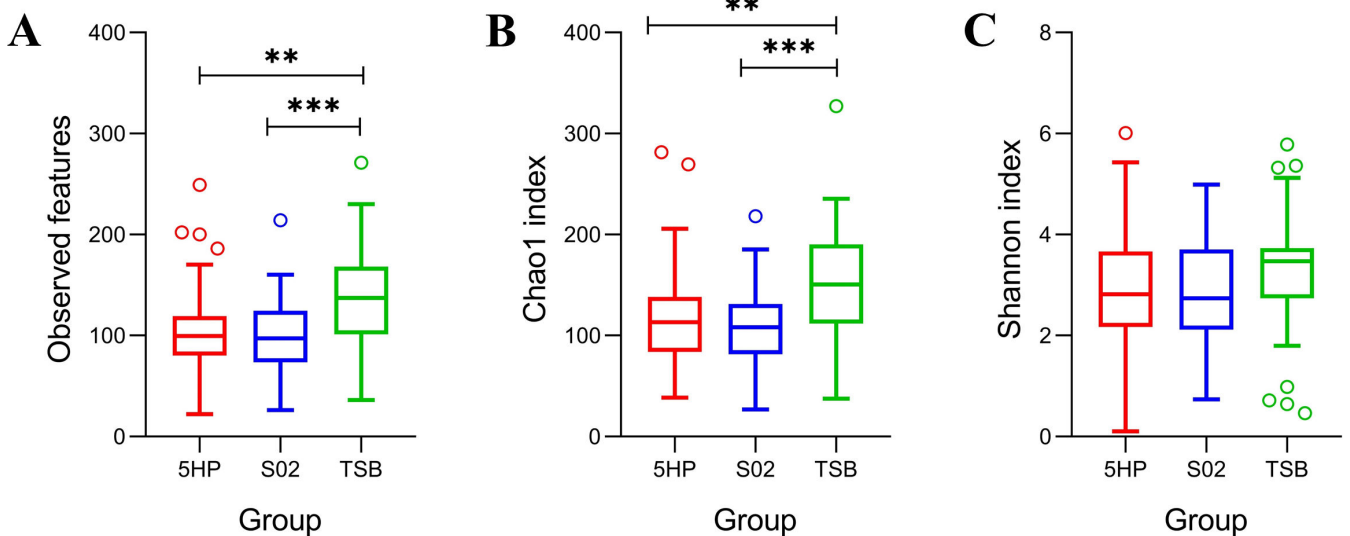 A
Observed features
400
300
200
100
0
**
***
5HP S02 TSB
Group
B
Chao1 index
400
300
200
100
0
**
***
5HP S02 TSB
Group
C
Shannon index
8
6
4
2
0
5HP S02 TSB
Group